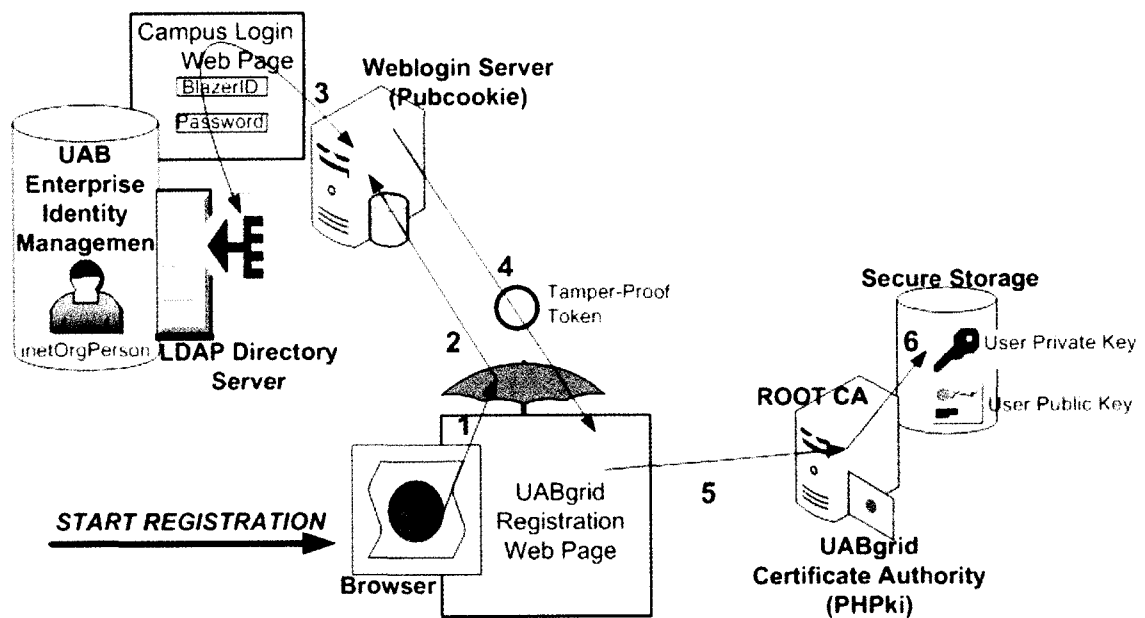 Campus Login
Web Page
BlazerID
Password
3
Weblogin Server
(Pubcookie)
UAB
Enterprise
Identity
Managemen
inetOrgPerson
LDAP Directory
Server
4
Tamper-Proof
Token
2
Secure Storage
6
User Private Key
User Public Key
ROOT CA
1
UABgrid
Registration
Web Page
5
START REGISTRATION
Browser
UABgrid
Certificate Authority
(PHPki)